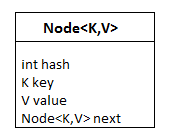 Node<K,V>
int hash
K key
V value
Node<K,V> next